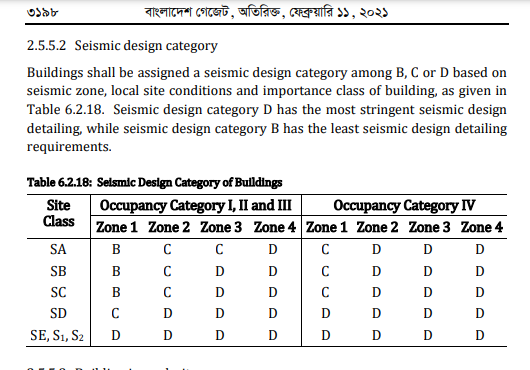 ৩১৯৮ বাংলাদেশ গেজেট, অতিরিক্ত, ফেব্রুয়ারি ১১, ২০২১
2.5.5.2 Seismic design category
Buildings shall be assigned a seismic design category among B, C or D based on
seismic zone, local site conditions and importance class of building, as given in
Table 6.2.18. Seismic design category D has the most stringent seismic design
detailing, while seismic design category B has the least seismic design detailing
requirements.
Table 6.2.18: Seismic Design Category of Buildings
Site Class Occupancy Category I, II and III Occupancy Category IV
Zone 1 Zone 2 Zone 3 Zone 4 Zone 1 Zone 2 Zone 3 Zone 4
SA B C C D C D D D
SB B C D D C D D D
SC B C D D C D D D
SD C D D D D D D D
SE, S1, S2 D D D D D D D D